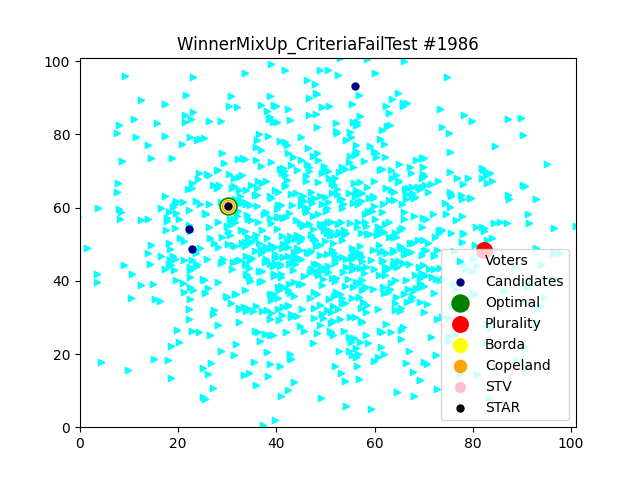 WinnerMixUp_CriteriaFailTest #1986
100
80
60
40
20
0
0 20 40 60 80 100
Voters
Candidates
Optimal
Plurality
Borda
Copeland
STV
STAR